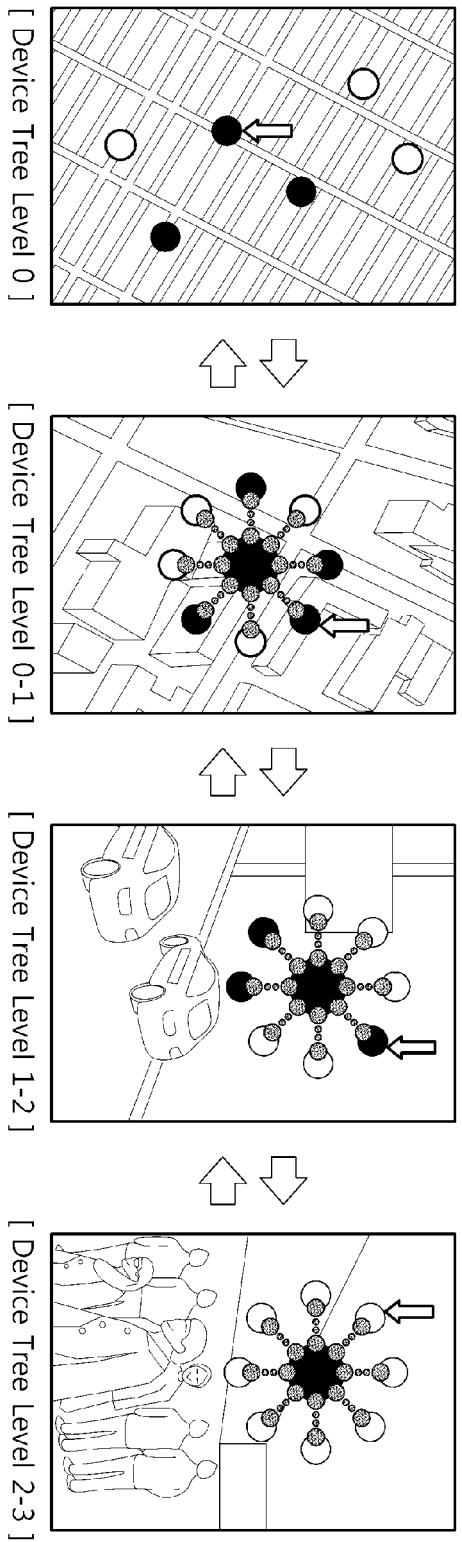 [ Device Tree Level 0 ]
[ Device Tree Level 0-1 ]
[ Device Tree Level 1-2 ]
[ Device Tree Level 2-3 ]